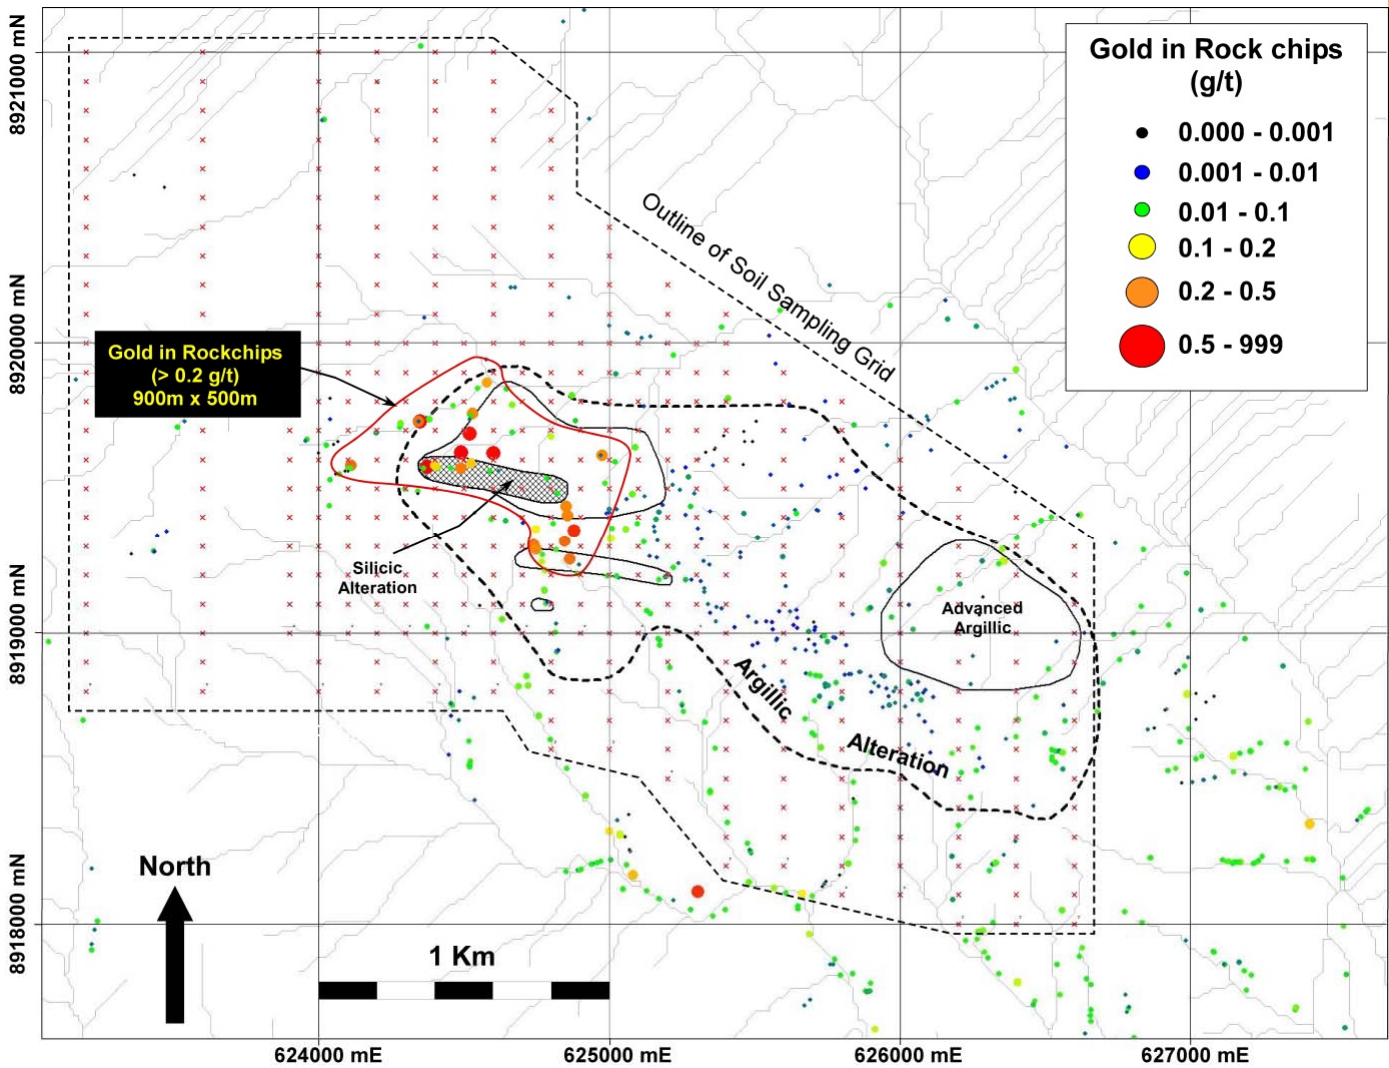 8921000 mN
8920000 mN
8919000 mN
8918000 mN
Gold in Rock chips
(g/t)
0.000 - 0.001
0.001 - 0.01
0.01 - 0.1
0.1 - 0.2
0.2 - 0.5
0.5 - 999
Outline of Soil Sampling Grid
Gold in Rockchips
(> 0.2 g/t)
900m x 500m
Silicic
Alteration
Advanced
Argillic
Argillic
Alteration
North
1 Km
624000 mE
625000 mE
626000 mE
627000 mE